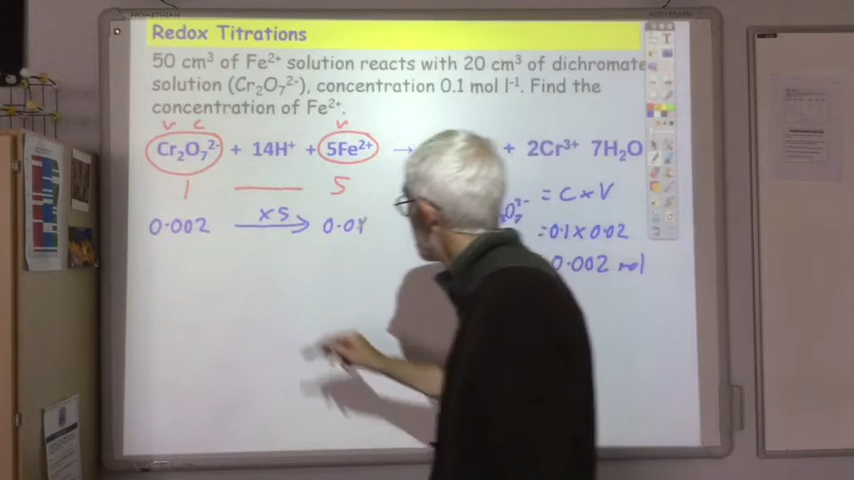 Redox Titrations
50 cm³ of Fe²⁺ solution reacts with 20 cm³ of dichromate
solution (Cr₂O₇²⁻), concentration 0.1 mol l⁻¹. Find the
concentration of Fe²⁺.
v c v
Cr₂O₇²⁻ + 14H⁺ + 5Fe²⁺ → + 2Cr³⁺ 7H₂O
1 5
= C × V
0.002 ×5 0.01
= 0.1 × 0.02
0.002 mol